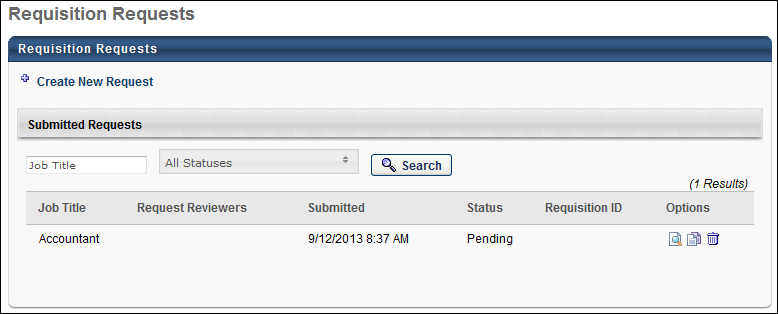 Requisition Requests
Requisition Requests
Create New Request
Submitted Requests
Job Title All Statuses Search
(1 Results)
Job Title Request Reviewers Submitted Status Requisition ID Options
Accountant 9/12/2013 8:37 AM Pending